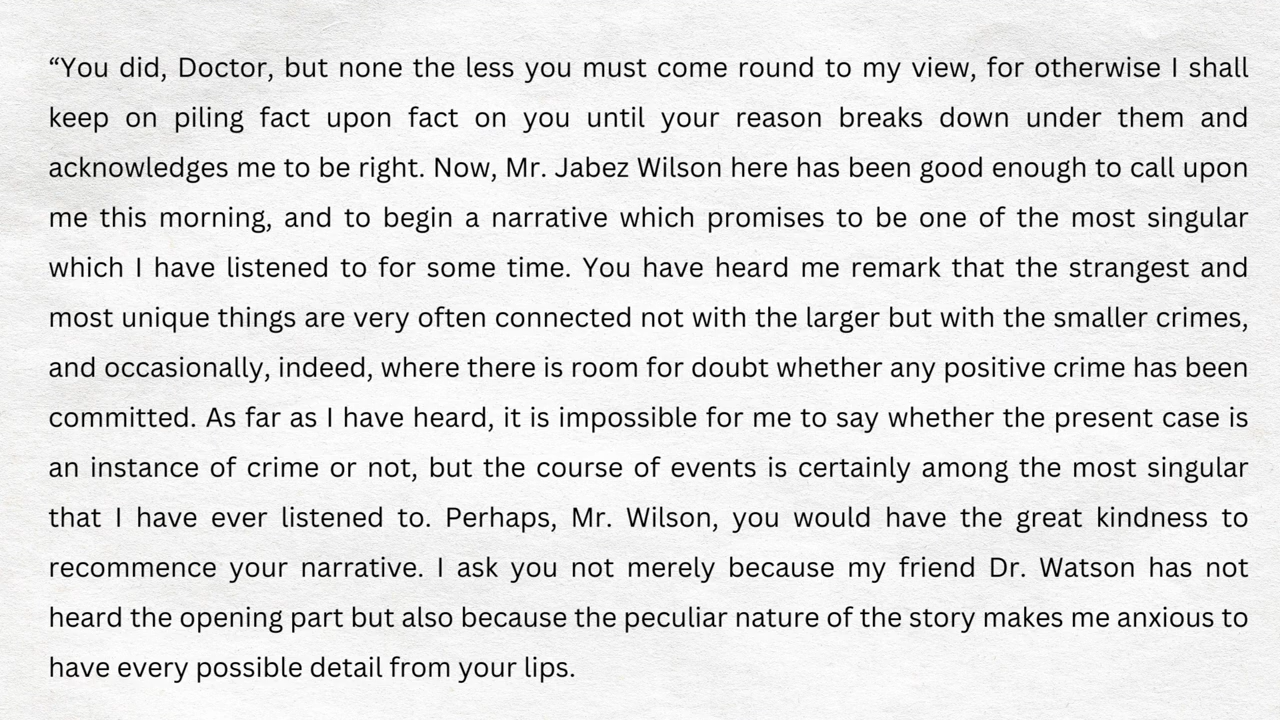 “You did, Doctor, but none the less you must come round to my view, for otherwise I shall
keep on piling fact upon fact on you until your reason breaks down under them and
acknowledges me to be right. Now, Mr. Jabez Wilson here has been good enough to call upon
me this morning, and to begin a narrative which promises to be one of the most singular
which I have listened to for some time. You have heard me remark that the strangest and
most unique things are very often connected not with the larger but with the smaller crimes,
and occasionally, indeed, where there is room for doubt whether any positive crime has been
committed. As far as I have heard, it is impossible for me to say whether the present case is
an instance of crime or not, but the course of events is certainly among the most singular
that I have ever listened to. Perhaps, Mr. Wilson, you would have the great kindness to
recommence your narrative. I ask you not merely because my friend Dr. Watson has not
heard the opening part but also because the peculiar nature of the story makes me anxious to
have every possible detail from your lips.